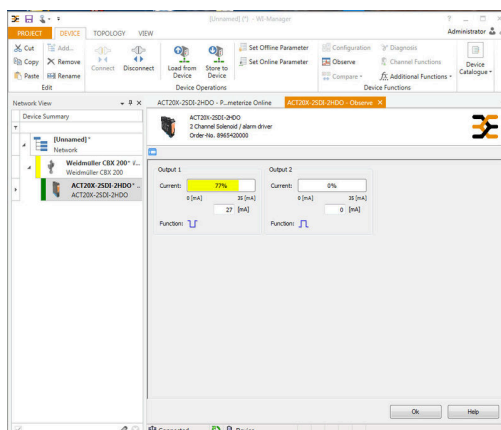 [Unnamed] (*) - WI-Manager
PROJECT DEVICE TOPOLOGY VIEW Administrator
Cut Add...
Copy Remove
Paste Rename
Edit
Connect Disconnect
Load from Device Store to Device
Set Offline Parameter
Set Online Parameter
Device Operations
Configuration Diagnosis
Observe Channel Functions
Compare Additional Functions
Device Functions
Device Catalogue
Network View
ACT20X-2SDI-2HDO - P...meterize Online ACT20X-2SDI-2HDO - Observe
Device Summary
[Unnamed]*
Network
Weidmüller CBX 200* //...
Weidmüller CBX 200
ACT20X-2SDI-2HDO* ..
ACT20X-2SDI-2HDO
ACT20X-2SDI-2HDO
2 Channel Solenoid / alarm driver
Order-No. 8965420000
Output 1
Current: 77%
0 [mA] 35 [mA]
27 [mA]
Function:
Output 2
Current: 0%
0 [mA] 35 [mA]
0 [mA]
Function:
Ok Help
Connected Device